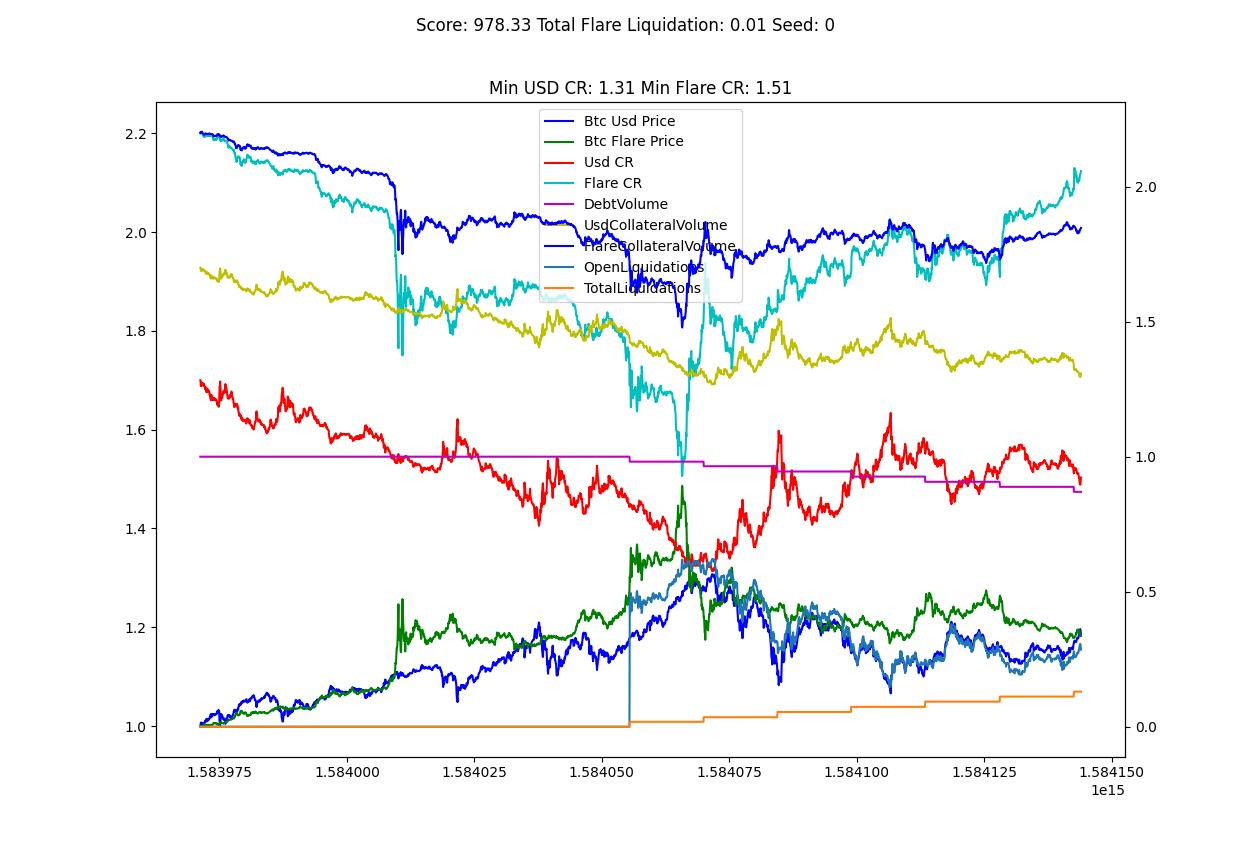 Score: 978.33 Total Flare Liquidation: 0.01 Seed: 0
Min USD CR: 1.31 Min Flare CR: 1.51
Btc Usd Price
Btc Flare Price
Usd CR
Flare CR
DebtVolume
UsdCollateralVolume
FlareCollateralVolume
OpenLiquidations
TotalLiquidations
2.2
2.0
1.8
1.6
1.4
1.2
1.0
2.0
1.5
1.0
0.5
0.0
1.583975
1.584000
1.584025
1.584050
1.584075
1.584100
1.584125
1.584150
1e15